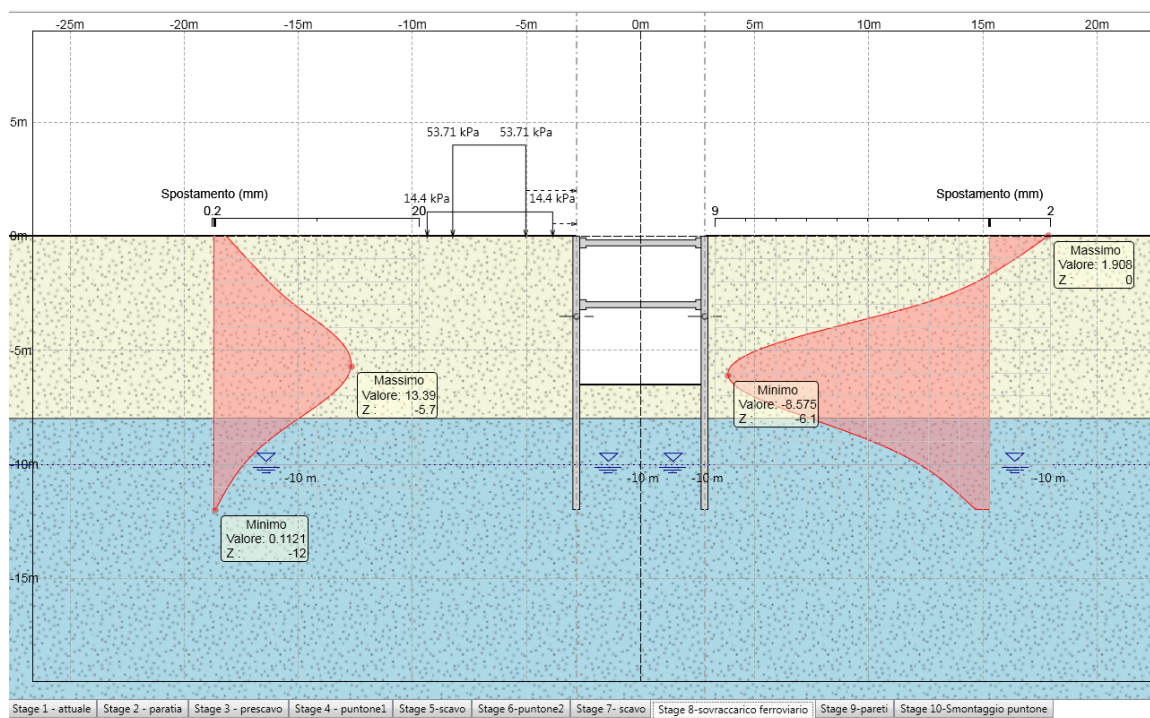 -25m -20m -15m -10m -5m 0m 5m 10m 15m 20m
5m
53.71 kPa 53.71 kPa
Spostamento (mm) 14.4 kPa 14.4 kPa Spostamento (mm)
0.2 20 9 2
0m
Massimo
Valore: 1.908
Z : 0
-5m
Massimo
Valore: 13.39
Z : -5.7
Minimo
Valore: -8.575
Z : -6.1
-10m
-10 m -10 m -10 m -10 m
Minimo
Valore: 0.1121
Z : -12
-15m
Stage 1 - attuale Stage 2 - paratia Stage 3 - prescavo Stage 4 - puntone1 Stage 5-scavo Stage 6-puntone2 Stage 7- scavo Stage 8-sovraccarico ferroviario Stage 9-pareti Stage 10-Smontaggio puntone